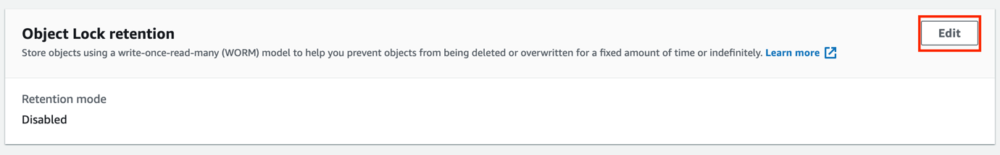 Object Lock retention
Edit
Store objects using a write-once-read-many (WORM) model to help you prevent objects from being deleted or overwritten for a fixed amount of time or indefinitely. Learn more
Retention mode
Disabled